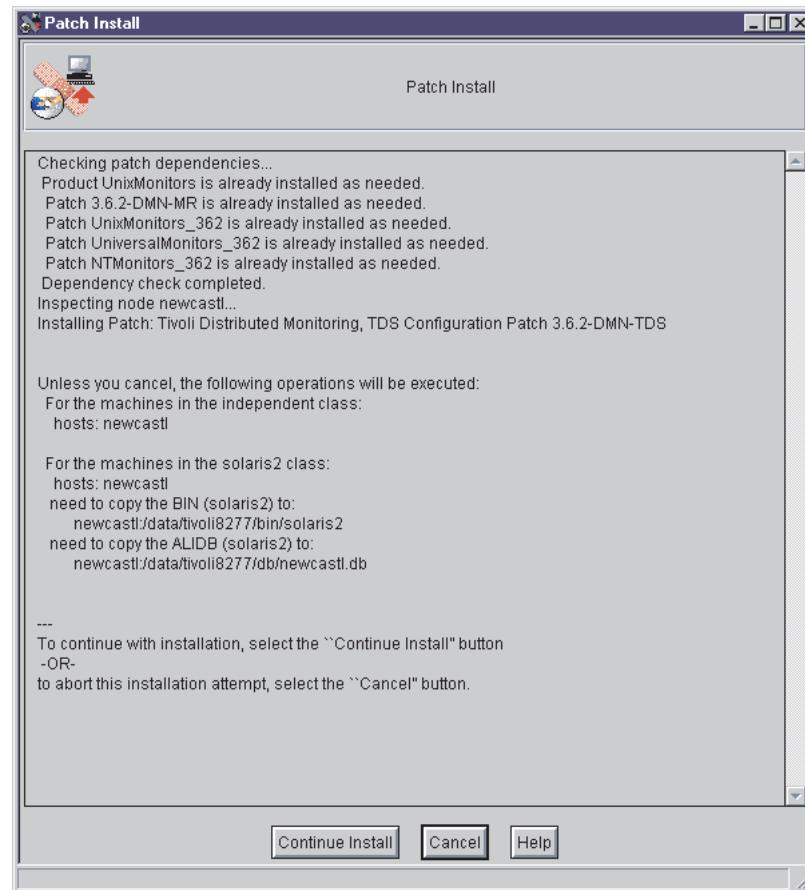 Patch Install
Patch Install
Checking patch dependencies...
Product UnixMonitors is already installed as needed.
Patch 3.6.2-DMN-MR is already installed as needed.
Patch UnixMonitors_362 is already installed as needed.
Patch UniversalMonitors_362 is already installed as needed.
Patch NTMonitors_362 is already installed as needed.
Dependency check completed.
Inspecting node newcastl...
Installing Patch: Tivoli Distributed Monitoring, TDS Configuration Patch 3.6.2-DMN-TDS
Unless you cancel, the following operations will be executed:
For the machines in the independent class:
hosts: newcastl
For the machines in the solaris2 class:
hosts: newcastl
need to copy the BIN (solaris2) to:
newcastl:/data/tivoli8277/bin/solaris2
need to copy the ALIDB (solaris2) to:
newcastl:/data/tivoli8277/db/newcastl.db
---
To continue with installation, select the ``Continue Install'' button
-OR-
to abort this installation attempt, select the ``Cancel'' button.
Continue Install Cancel Help